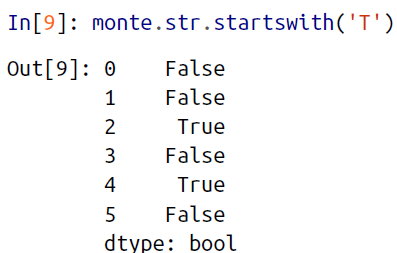 In[9]: monte.str.startswith('T')
Out[9]: 0    False
        1    False
        2     True
        3    False
        4     True
        5    False
        dtype: bool